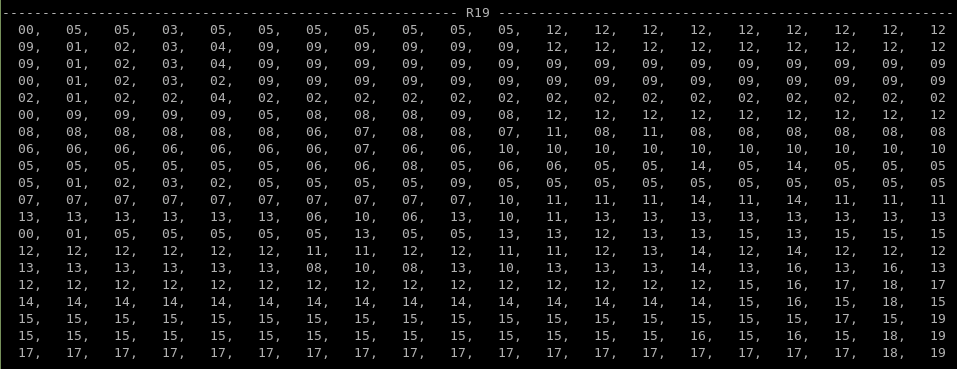 R19
00, 05, 05, 03, 05, 05, 05, 05, 05, 05, 05, 12, 12, 12, 12, 12, 12, 12, 12, 12
09, 01, 02, 03, 04, 09, 09, 09, 09, 09, 09, 12, 12, 12, 12, 12, 12, 12, 12, 12
09, 01, 02, 03, 04, 09, 09, 09, 09, 09, 09, 09, 09, 09, 09, 09, 09, 09, 09, 09
00, 01, 02, 03, 02, 09, 09, 09, 09, 09, 09, 09, 09, 09, 09, 09, 09, 09, 09, 09
02, 01, 02, 02, 04, 02, 02, 02, 02, 02, 02, 02, 02, 02, 02, 02, 02, 02, 02, 02
00, 09, 09, 09, 09, 05, 08, 08, 08, 09, 08, 12, 12, 12, 12, 12, 12, 12, 12, 12
08, 08, 08, 08, 08, 08, 06, 07, 08, 08, 07, 11, 08, 11, 08, 08, 08, 08, 08, 08
06, 06, 06, 06, 06, 06, 06, 07, 06, 06, 10, 10, 10, 10, 10, 10, 10, 10, 10, 10
05, 05, 05, 05, 05, 05, 06, 06, 08, 05, 06, 06, 05, 05, 14, 05, 14, 05, 05, 05
05, 01, 02, 03, 02, 05, 05, 05, 05, 09, 05, 05, 05, 05, 05, 05, 05, 05, 05, 05
07, 07, 07, 07, 07, 07, 07, 07, 07, 07, 10, 11, 11, 11, 14, 11, 14, 11, 11, 11
13, 13, 13, 13, 13, 13, 06, 10, 06, 13, 10, 11, 13, 13, 13, 13, 13, 13, 13, 13
00, 01, 05, 05, 05, 05, 05, 13, 05, 05, 13, 13, 12, 13, 13, 15, 13, 15, 15, 15
12, 12, 12, 12, 12, 12, 11, 11, 12, 12, 11, 11, 12, 13, 14, 12, 14, 12, 12, 12
13, 13, 13, 13, 13, 13, 08, 10, 08, 13, 10, 13, 13, 13, 14, 13, 16, 13, 16, 13
12, 12, 12, 12, 12, 12, 12, 12, 12, 12, 12, 12, 12, 12, 12, 15, 16, 17, 18, 17
14, 14, 14, 14, 14, 14, 14, 14, 14, 14, 14, 14, 14, 14, 14, 15, 16, 15, 18, 15
15, 15, 15, 15, 15, 15, 15, 15, 15, 15, 15, 15, 15, 15, 15, 15, 15, 17, 15, 19
15, 15, 15, 15, 15, 15, 15, 15, 15, 15, 15, 15, 15, 15, 16, 15, 16, 15, 18, 19
17, 17, 17, 17, 17, 17, 17, 17, 17, 17, 17, 17, 17, 17, 17, 17, 17, 17, 18, 19